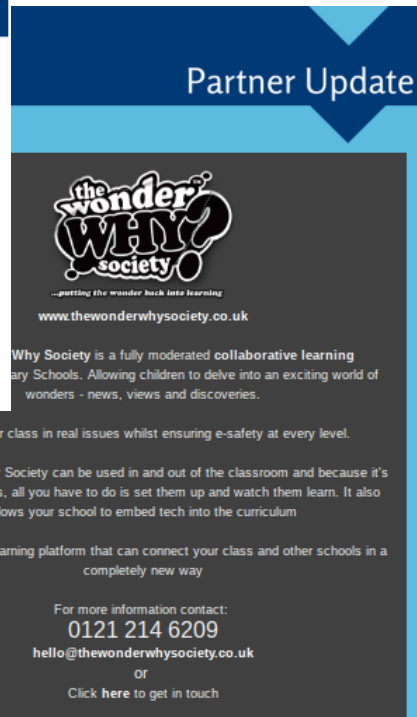 Partner Update
the
wonder
WHY?
society
...putting the wonder back into learning
www.thewonderwhysociety.co.uk
Why Society is a fully moderated collaborative learning
ary Schools. Allowing children to delve into an exciting world of
wonders - news, views and discoveries.
r class in real issues whilst ensuring e-safety at every level.
Society can be used in and out of the classroom and because it's
s, all you have to do is set them up and watch them learn. It also
lows your school to embed tech into the curriculum
arning platform that can connect your class and other schools in a
completely new way
For more information contact:
0121 214 6209
hello@thewonderwhysociety.co.uk
or
Click here to get in touch